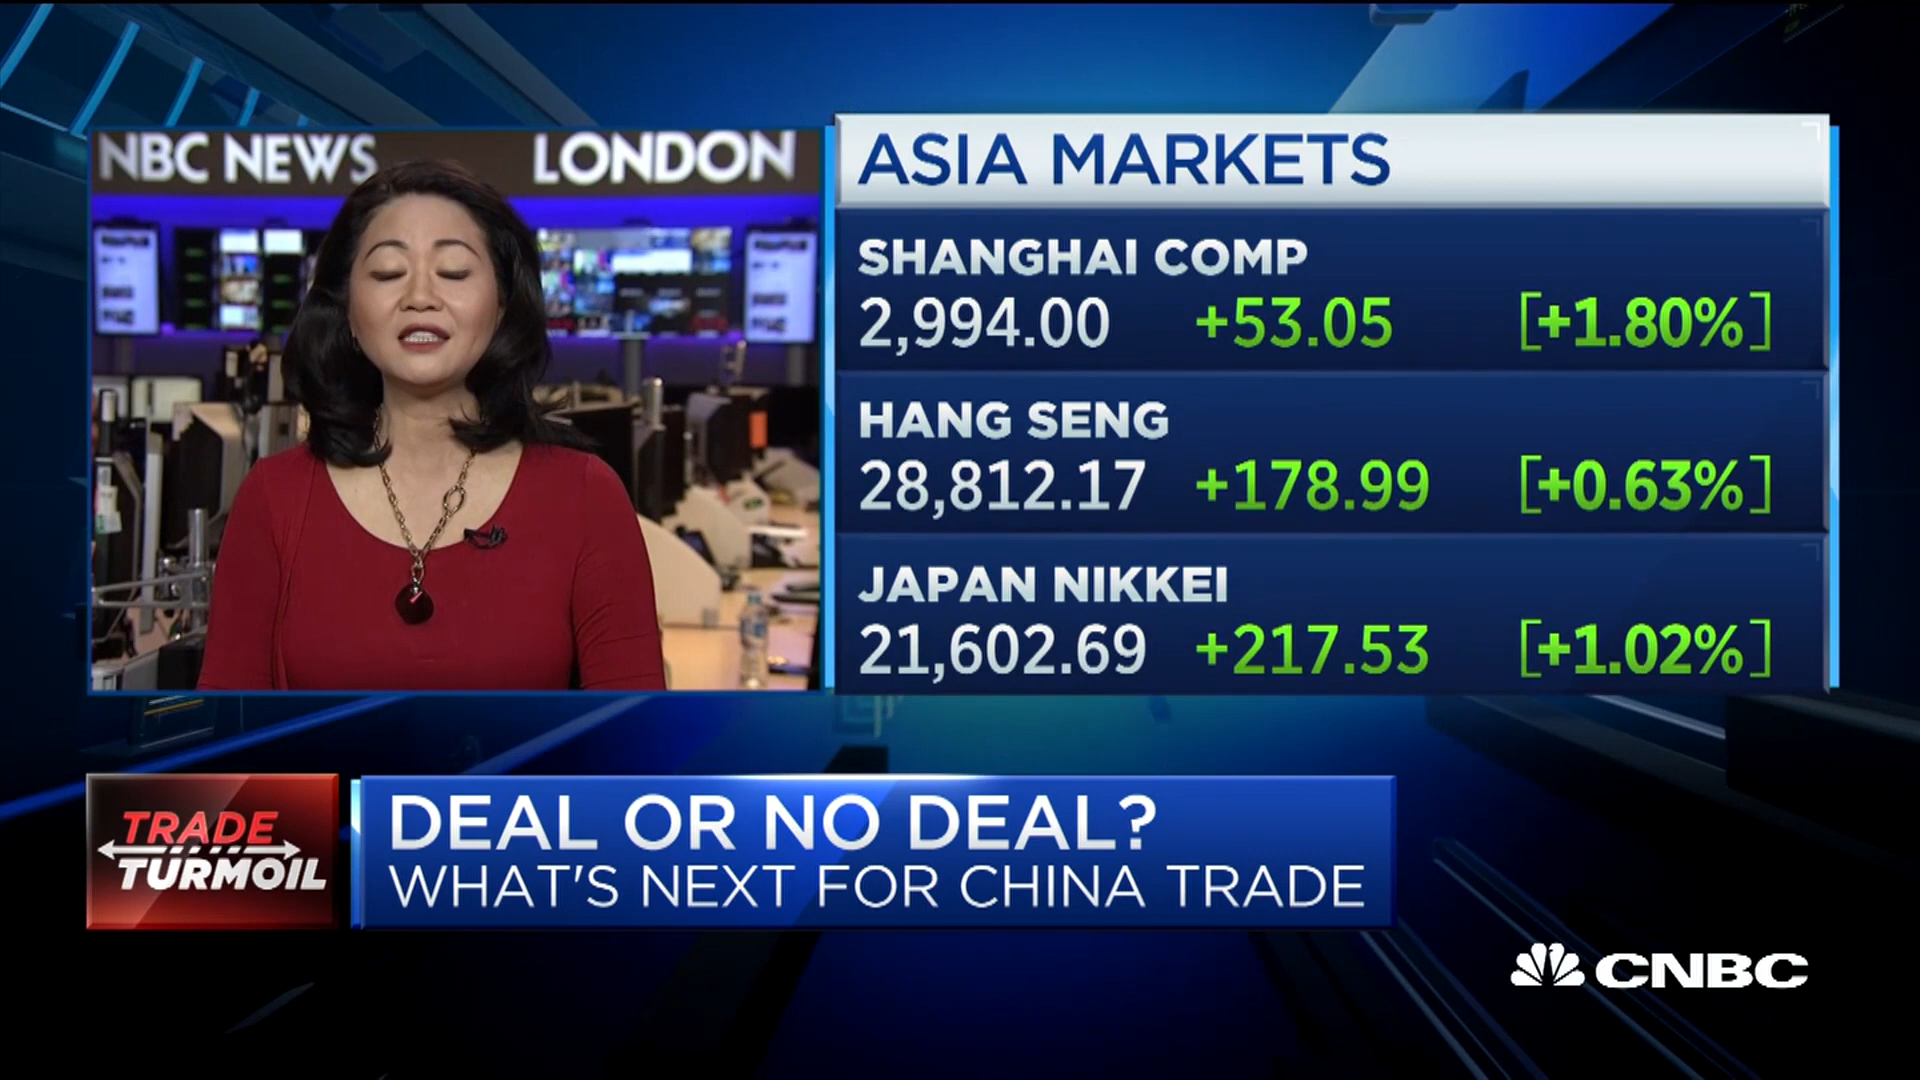 NBC NEWS LONDON
ASIA MARKETS
SHANGHAI COMP
2,994.00 +53.05 [+1.80%]
HANG SENG
28,812.17 +178.99 [+0.63%]
JAPAN NIKKEI
21,602.69 +217.53 [+1.02%]
TRADE
TURMOIL
DEAL OR NO DEAL?
WHAT'S NEXT FOR CHINA TRADE
CNBC